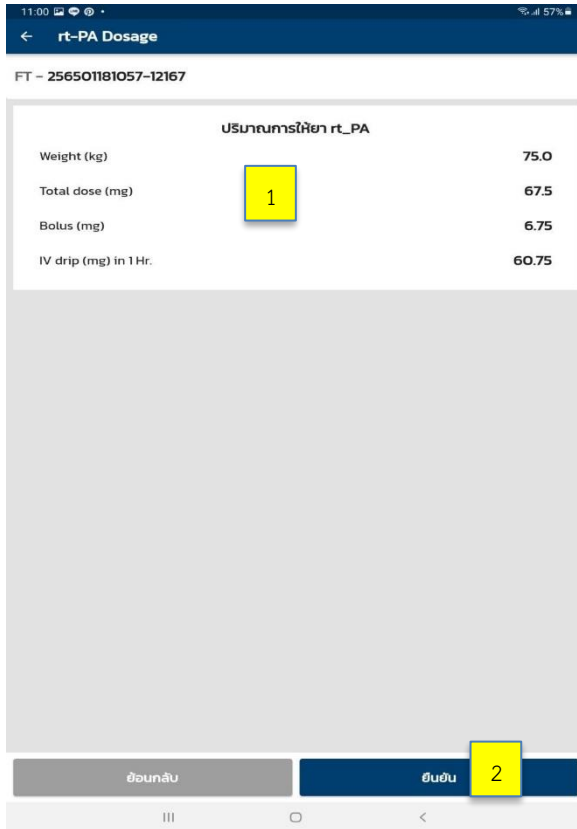 11:00 57%
rt-PA Dosage
FT - 256501181057-12167
ปริมาณการให้ยา rt_PA
Weight (kg) 75.0
Total dose (mg) 67.5
1
Bolus (mg) 6.75
IV drip (mg) in 1 Hr. 60.75
ย้อนกลับ ยืนยัน 2